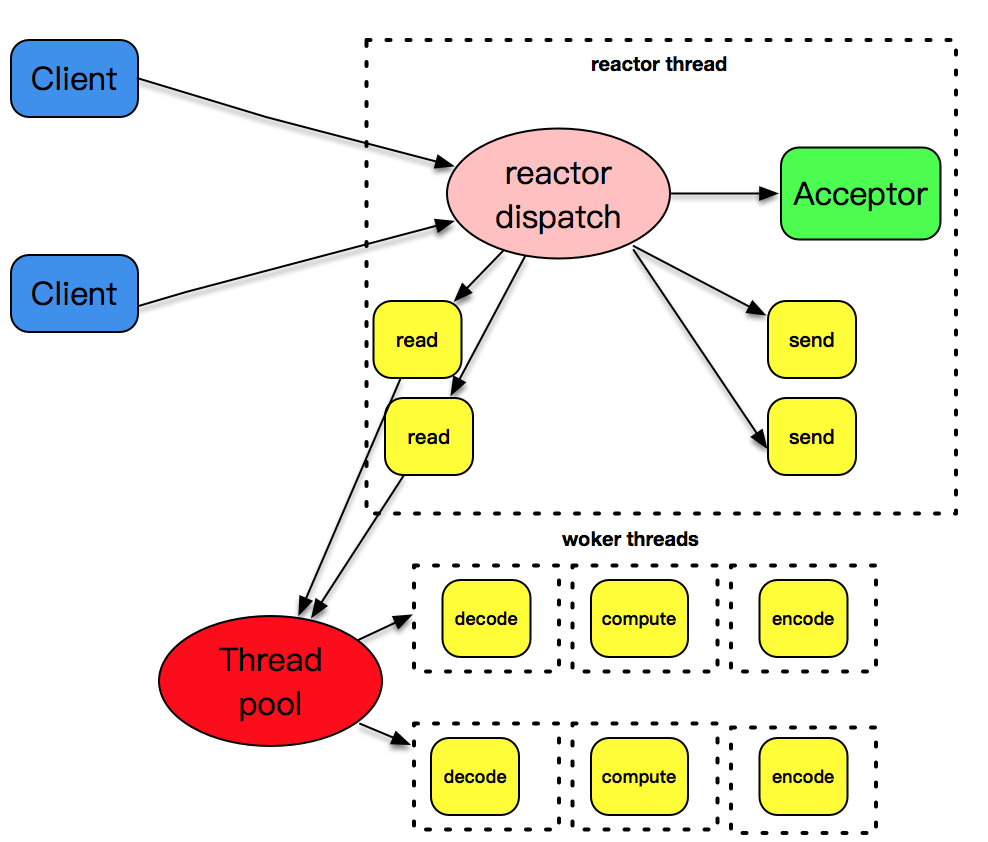 Client
reactor thread
reactor
dispatch
Acceptor
Client
read
send
read
send
woker threads
decode
compute
encode
Thread
pool
decode
compute
encode